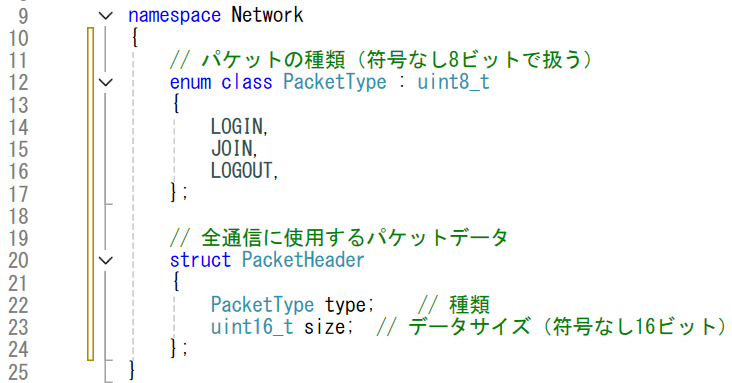 9 namespace Network
10 {
11 // パケットの種類（符号なし8ビットで扱う）
12 enum class PacketType : uint8_t
13 {
14 LOGIN,
15 JOIN,
16 LOGOUT,
17 };
18
19 // 全通信に使用するパケットデータ
20 struct PacketHeader
21 {
22 PacketType type; // 種類
23 uint16_t size; // データサイズ（符号なし16ビット）
24 };
25 }